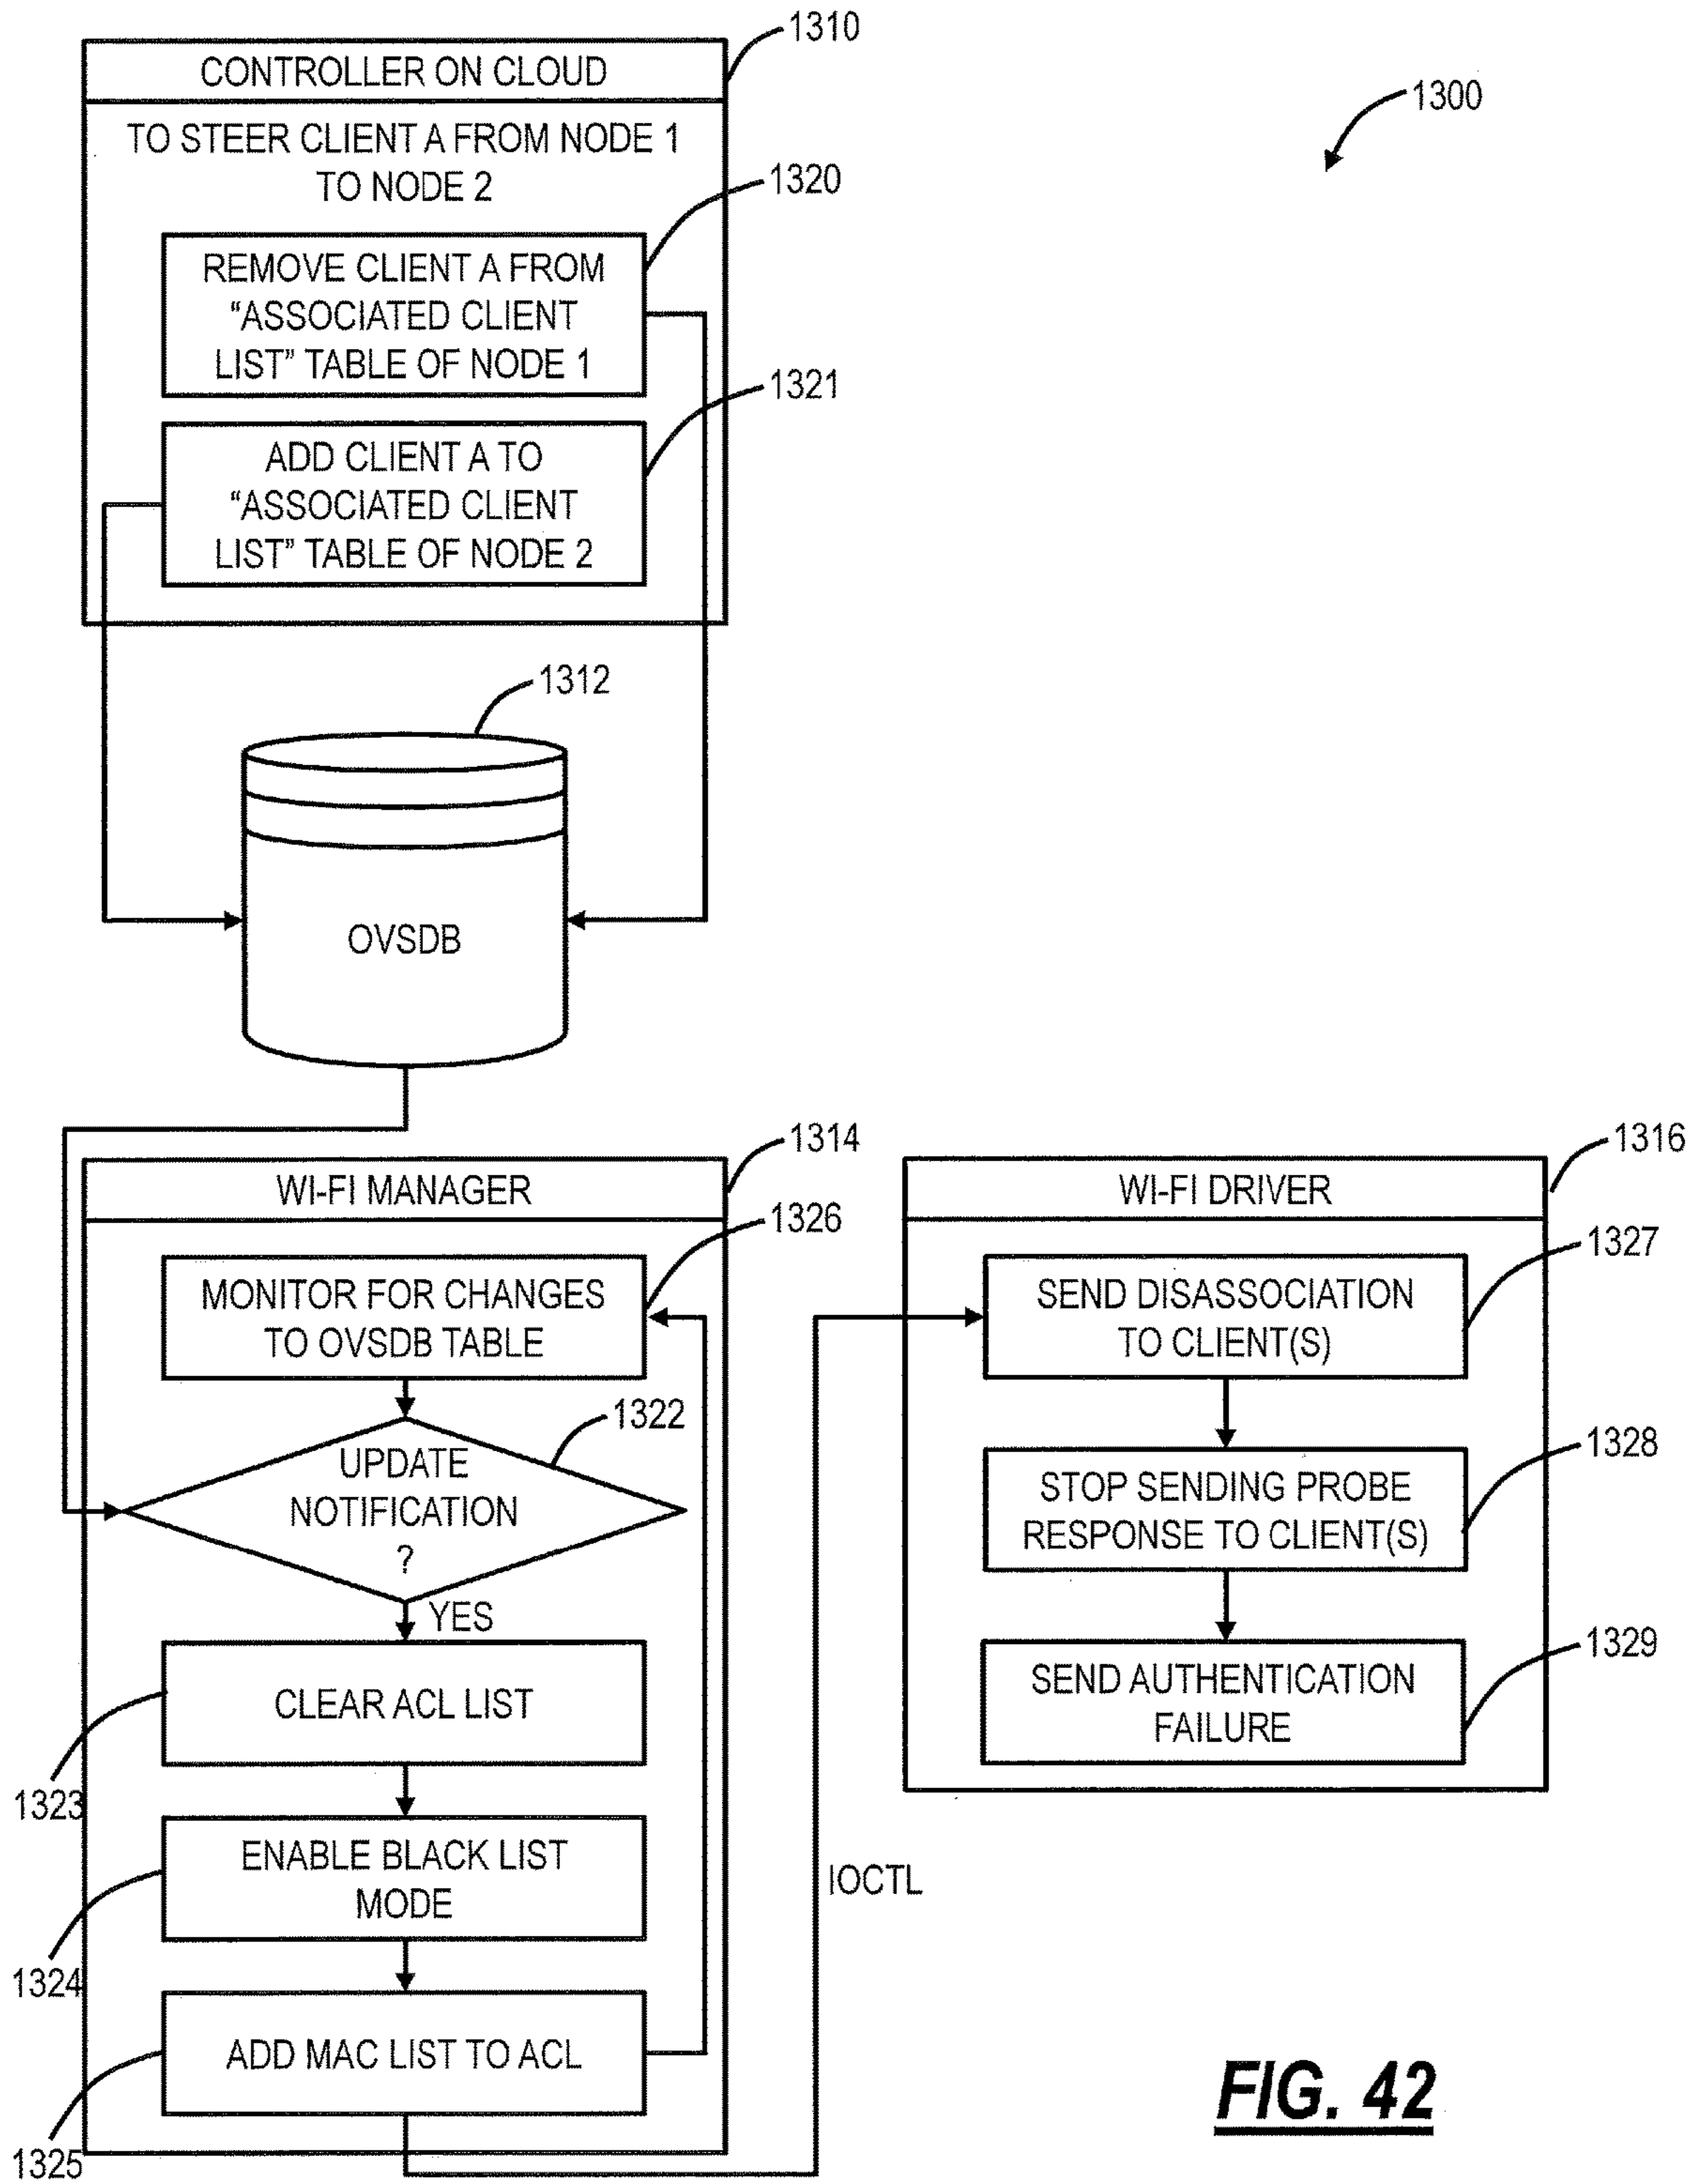 1310
CONTROLLER ON CLOUD
1300
TO STEER CLIENT A FROM NODE 1
TO NODE 2
1320
REMOVE CLIENT A FROM
“ASSOCIATED CLIENT
LIST” TABLE OF NODE 1
1321
ADD CLIENT A TO
“ASSOCIATED CLIENT
LIST” TABLE OF NODE 2
1312
OVSDB
1314
WI-FI MANAGER
1326
MONITOR FOR CHANGES
TO OVSDB TABLE
1322
UPDATE
NOTIFICATION
?
YES
CLEAR ACL LIST
1323
ENABLE BLACK LIST
MODE
1324
ADD MAC LIST TO ACL
1325
IOCTL
1316
WI-FI DRIVER
1327
SEND DISASSOCIATION
TO CLIENT(S)
1328
STOP SENDING PROBE
RESPONSE TO CLIENT(S)
1329
SEND AUTHENTICATION
FAILURE
FIG. 42